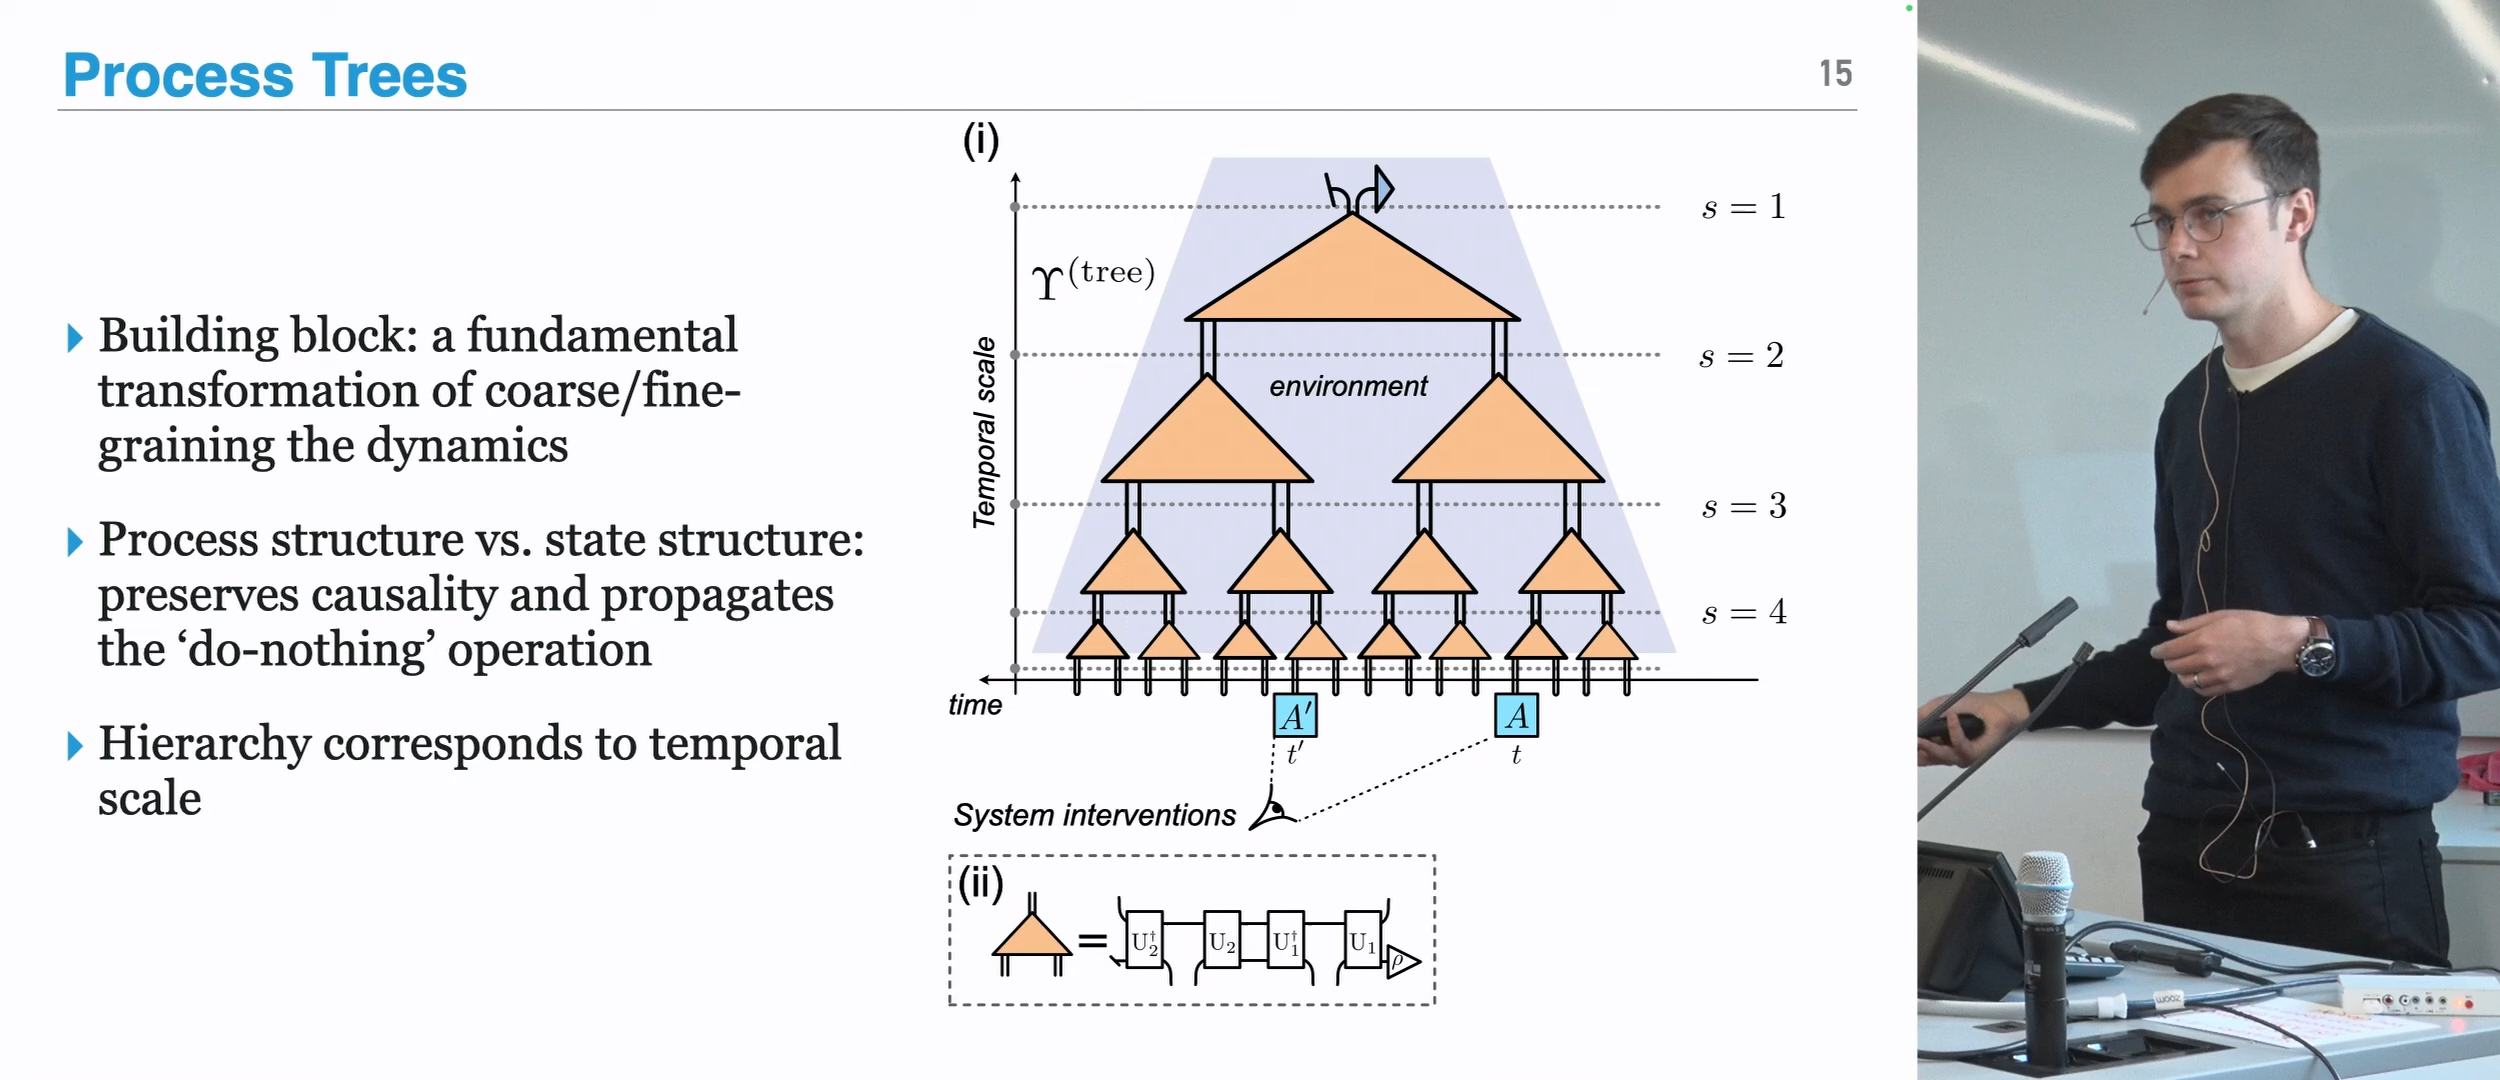 Process Trees
15
Building block: a fundamental
transformation of coarse/fine-
graining the dynamics
Process structure vs. state structure:
preserves causality and propagates
the ‘do-nothing’ operation
Hierarchy corresponds to temporal
scale
(i)
ϒ(tree)
Temporal scale
environment
s = 1
s = 2
s = 3
s = 4
time
A′
A
t′
t
System interventions
(ii)
=
U₂†
U₂
U₁†
U₁
ρ
zoom